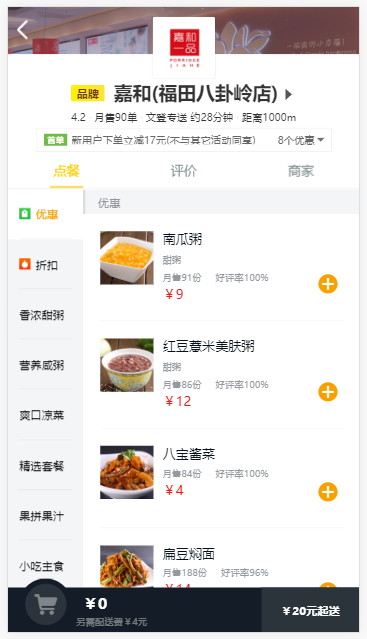 嘉和
一品
PORRIDGE
JIAHE
品牌 嘉和(福田八卦岭店)
4.2 月售90单 · 文登专送 约28分钟 距离1000m
首单 新用户下单立减17元(不与其它活动同享) 8个优惠
点餐 评价 商家
优惠
折扣
香浓甜粥
营养咸粥
爽口凉菜
精选套餐
果拼果汁
小吃主食
优惠
南瓜粥
甜粥
月售91份 好评率100%
￥9
红豆薏米美肤粥
甜粥
月售86份 好评率100%
￥12
八宝酱菜
月售84份 好评率100%
￥4
扁豆焖面
月售188份 好评率96%
￥14
￥0
另需配送费￥4元
￥20元起送